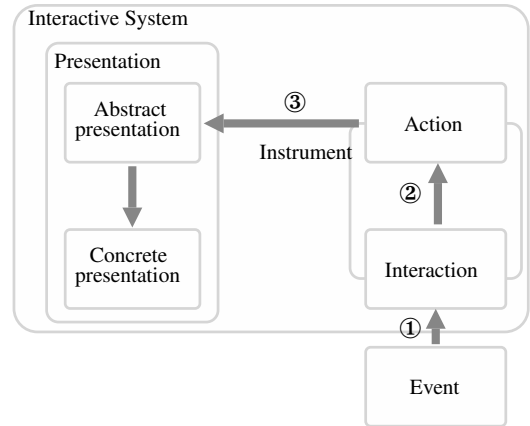 Interactive System
Presentation
Abstract
presentation
③
Action
Instrument
②
Concrete
presentation
Interaction
①
Event